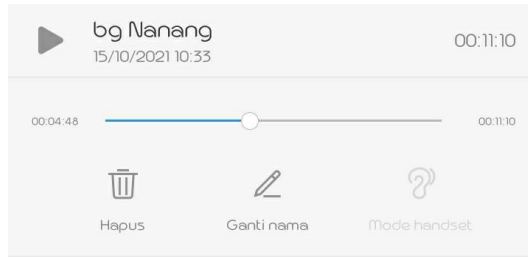 bg Nanang
00:11:10
15/10/2021 10:33
00:04:48
00:11:10
Hapus
Ganti nama
Mode handset